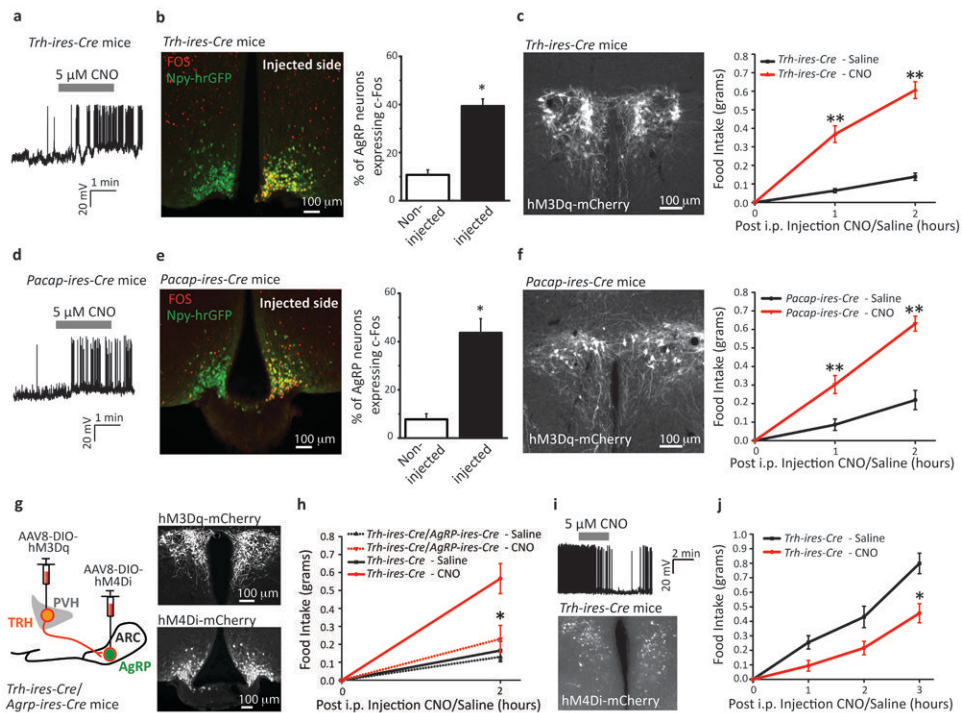 a
Trh-ires-Cre mice
5 μM CNO
1 min
20 mV
b
Trh-ires-Cre mice
FOS
Npy-hrGFP
Injected side
100 μm
% of AgRP neurons
expressing c-Fos
60
40
20
0
*
Non-
injected
injected
c
Trh-ires-Cre mice
hM3Dq-mCherry
100 μm
Trh-ires-Cre - Saline
Trh-ires-Cre - CNO
Food Intake (grams)
0.8
0.7
0.6
0.5
0.4
0.3
0.2
0.1
0.0
**
**
0
1
2
Post i.p. Injection CNO/Saline (hours)
d
Pacap-ires-Cre mice
5 μM CNO
1 min
20 mV
e
Pacap-ires-Cre mice
FOS
Npy-hrGFP
Injected side
100 μm
% of AgRP neurons
expressing c-Fos
60
40
20
0
*
Non-
injected
injected
f
Pacap-ires-Cre mice
hM3Dq-mCherry
100 μm
Pacap-ires-Cre - Saline
Pacap-ires-Cre - CNO
Food Intake (grams)
0.8
0.7
0.6
0.5
0.4
0.3
0.2
0.1
0.0
**
**
0
1
2
Post i.p. Injection CNO/Saline (hours)
g
AAV8-DIO-
hM3Dq
AAV8-DIO-
hM4Di
PVH
TRH
ARC
AgRP
Trh-ires-Cre/
Agrp-ires-Cre mice
hM3Dq-mCherry
100 μm
hM4Di-mCherry
100 μm
h
Trh-ires-Cre/AgRP-ires-Cre - Saline
Trh-ires-Cre/AgRP-ires-Cre - CNO
Trh-ires-Cre - Saline
Trh-ires-Cre - CNO
Food Intake (grams)
0.8
0.7
0.6
0.5
0.4
0.3
0.2
0.1
0.0
*
0
2
Post i.p. Injection CNO/Saline (hours)
i
5 μM CNO
2 min
20 mV
Trh-ires-Cre mice
hM4Di-mCherry
100 μm
j
Trh-ires-Cre - Saline
Trh-ires-Cre - CNO
Food Intake (grams)
1.0
0.9
0.8
0.7
0.6
0.5
0.4
0.3
0.2
0.1
0.0
*
0
1
2
3
Post i.p. Injection CNO/Saline (hours)